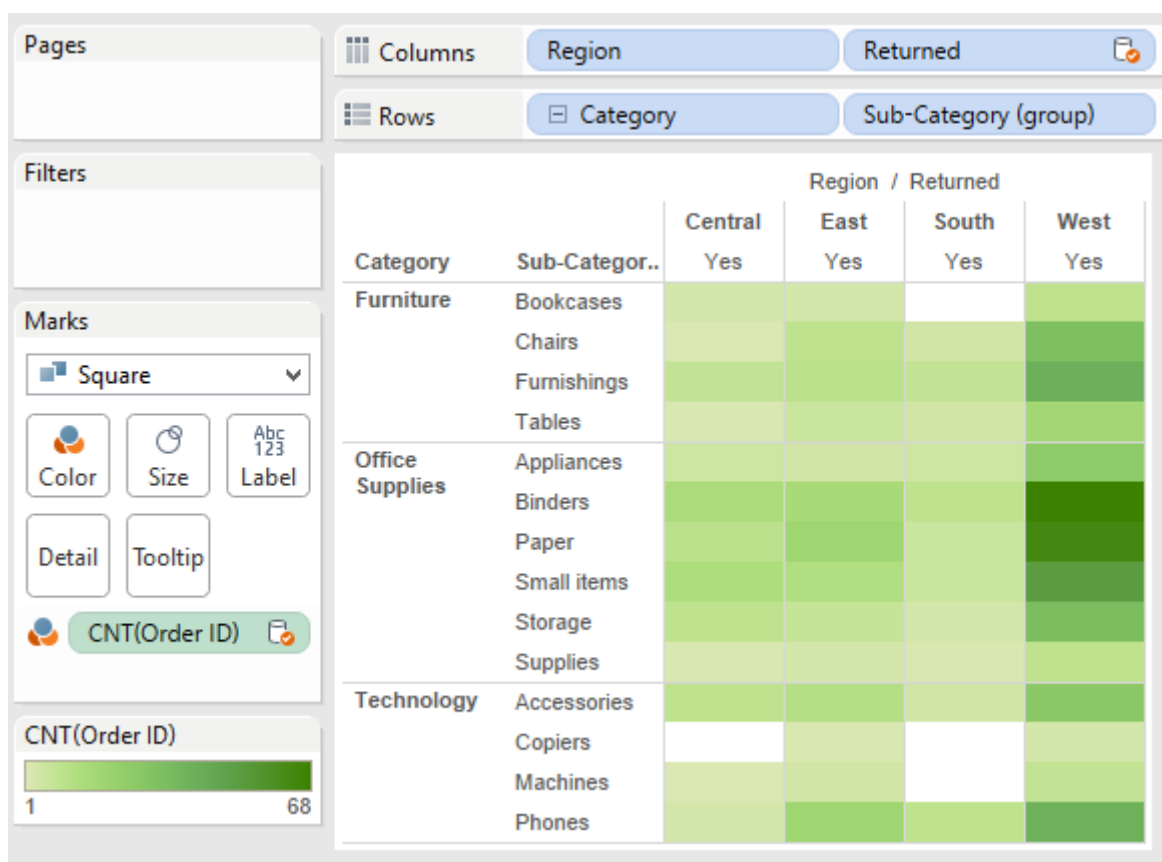 Pages
Columns Region Returned
Rows Category Sub-Category (group)
Filters
Region / Returned
Central East South West
Category Sub-Categor.. Yes Yes Yes Yes
Marks
Square
Color Size Abc 123 Label
Detail Tooltip
CNT(Order ID)
CNT(Order ID)
1 68
Furniture Bookcases
Chairs
Furnishings
Tables
Office Supplies Appliances
Binders
Paper
Small items
Storage
Supplies
Technology Accessories
Copiers
Machines
Phones